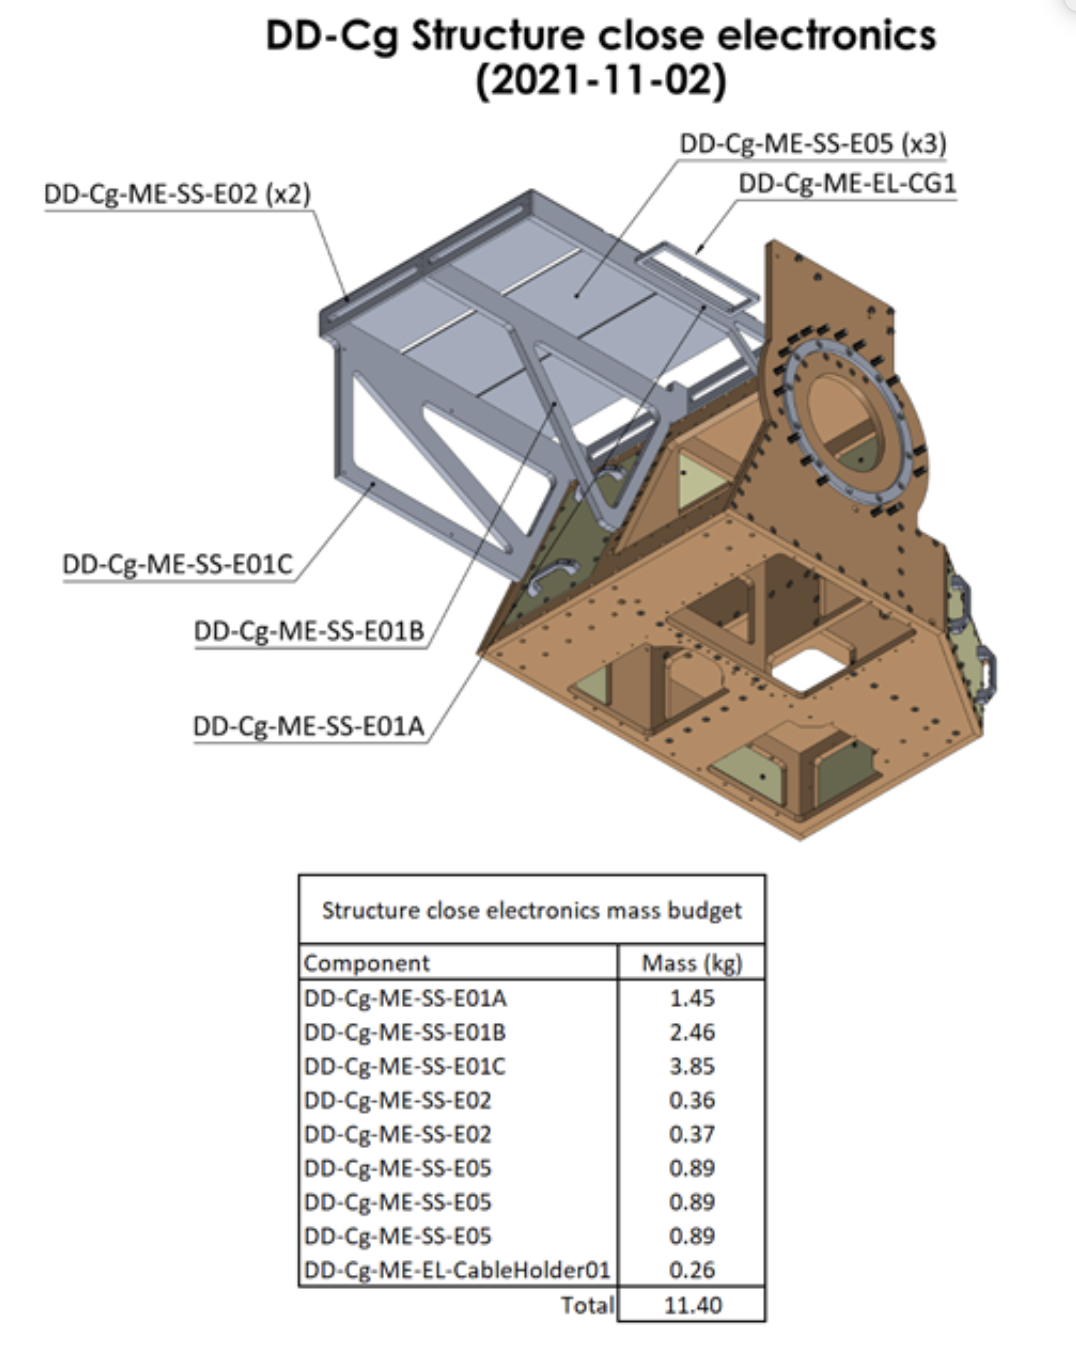 DD-Cg Structure close electronics
(2021-11-02)
DD-Cg-ME-SS-E05 (x3)
DD-Cg-ME-EL-CG1
DD-Cg-ME-SS-E02 (x2)
DD-Cg-ME-SS-E01C
DD-Cg-ME-SS-E01B
DD-Cg-ME-SS-E01A
Structure close electronics mass budget
Component Mass (kg)
DD-Cg-ME-SS-E01A 1.45
DD-Cg-ME-SS-E01B 2.46
DD-Cg-ME-SS-E01C 3.85
DD-Cg-ME-SS-E02 0.36
DD-Cg-ME-SS-E02 0.37
DD-Cg-ME-SS-E05 0.89
DD-Cg-ME-SS-E05 0.89
DD-Cg-ME-SS-E05 0.89
DD-Cg-ME-EL-CableHolder01 0.26
Total 11.40